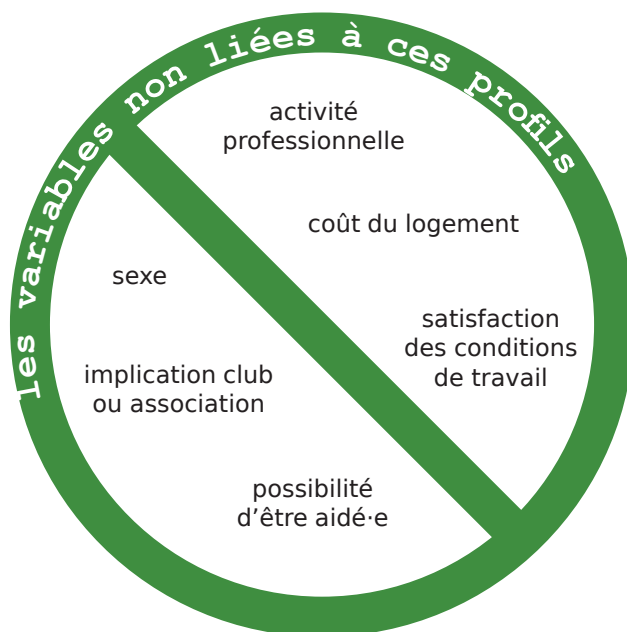 les variables non liées à ces profils
activité
professionnelle
coût du logement
sexe
satisfaction
des conditions
de travail
implication club
ou association
possibilité
d’être aidé·e